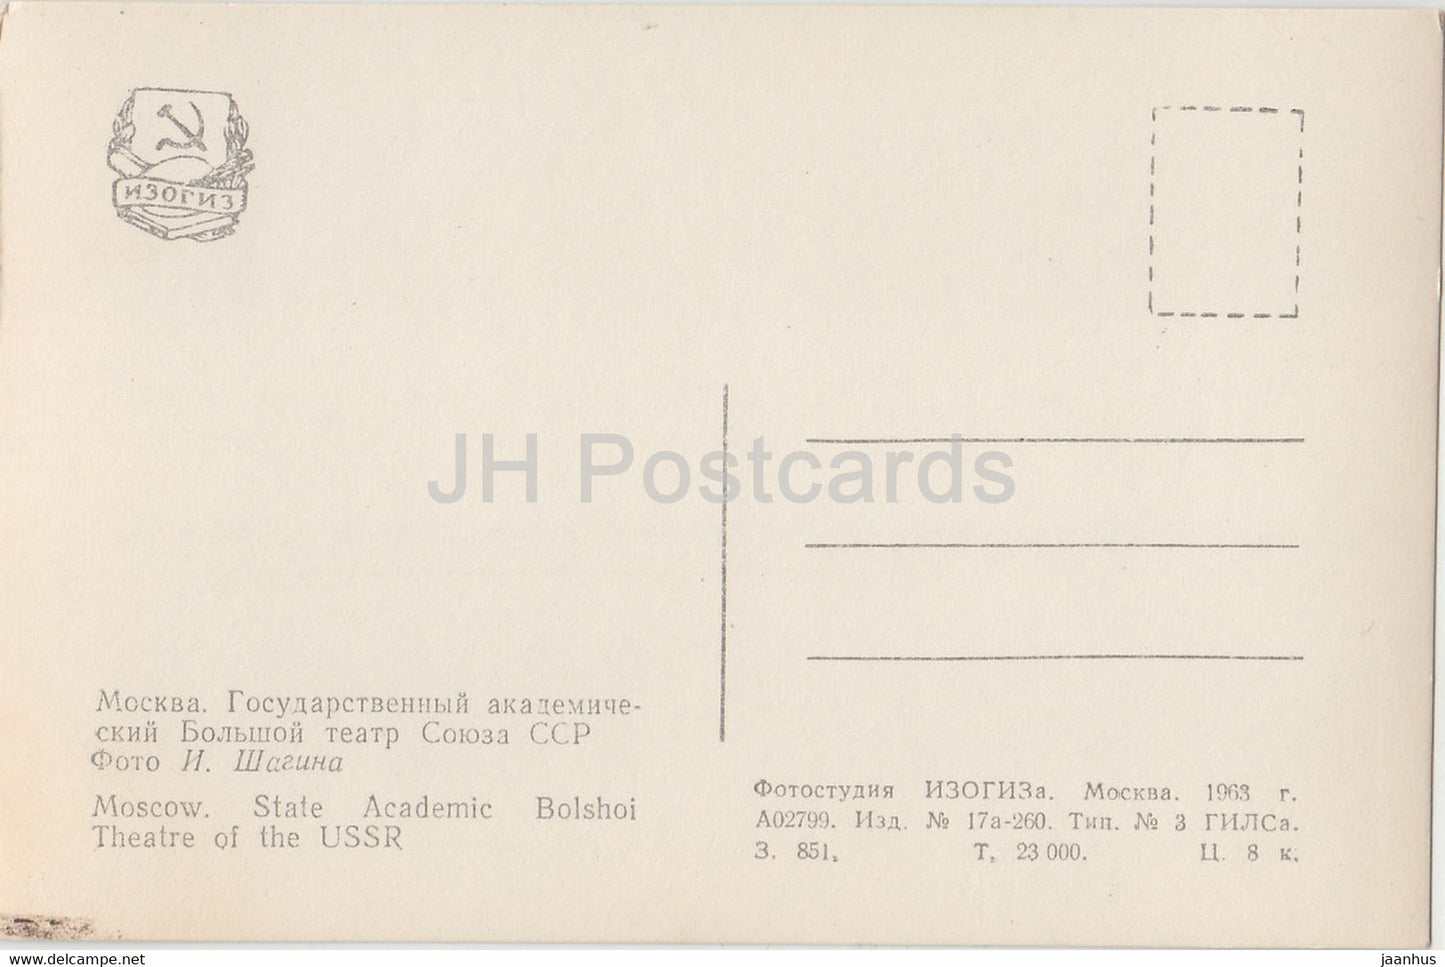 ИЗОГИЗ
JH Postcards
Москва. Государственный академиче-
ский Большой театр Союза ССР
Фото И. Шагина
Moscow. State Academic Bolshoi
Theatre of the USSR
Фотостудия ИЗОГИЗа. Москва. 1963 г.
А02799. Изд. № 17а-260. Тип. № 3 ГИЛСа.
З. 851. Т. 23 000. Ц. 8 к.
www.delcampe.net
jaanhus